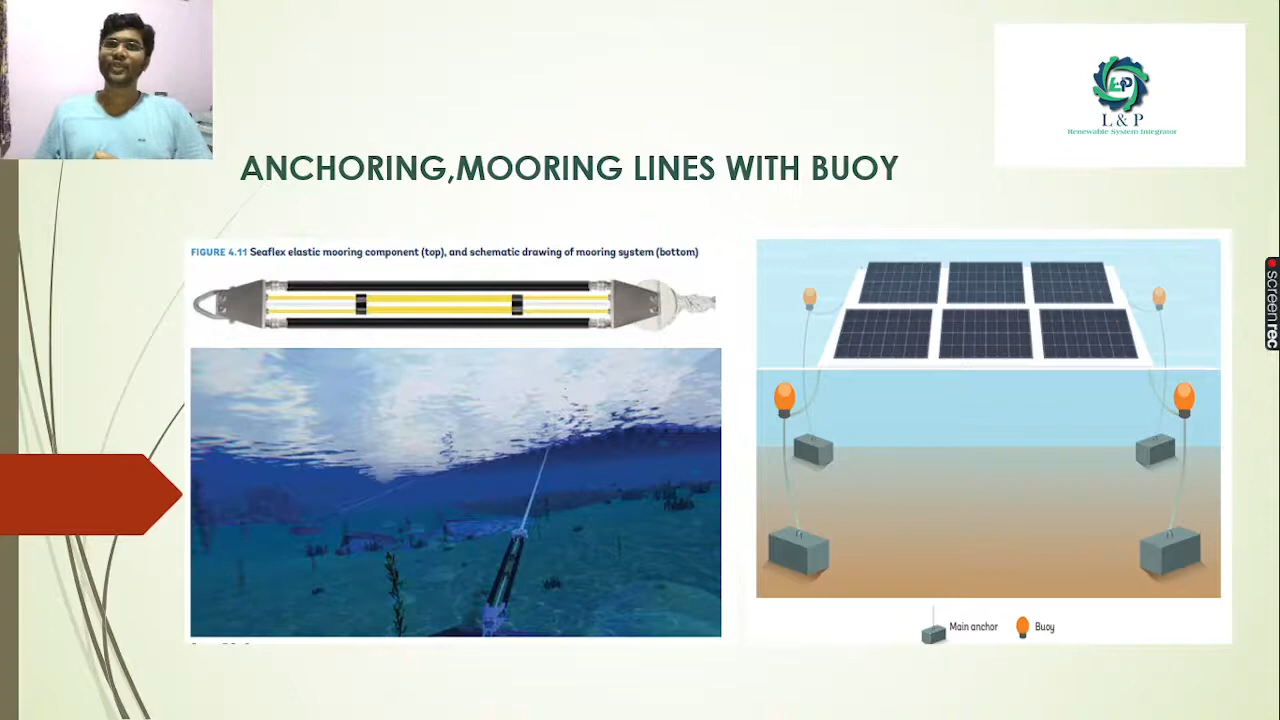 L & P
Renewable System Integrator
ANCHORING,MOORING LINES WITH BUOY
FIGURE 4.11 Seaflex elastic mooring component (top), and schematic drawing of mooring system (bottom)
Main anchor
Buoy
screenrec